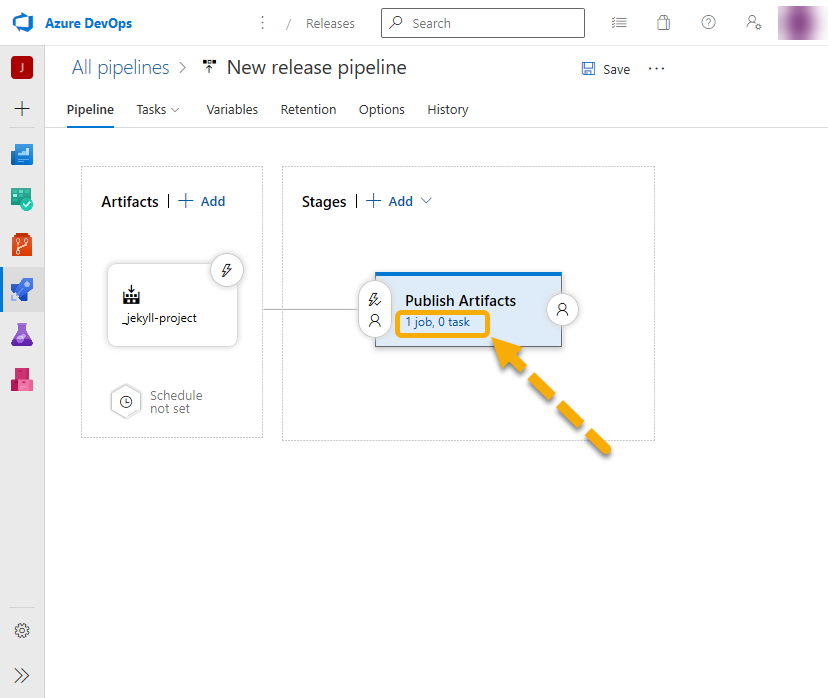 Azure DevOps
/ Releases
Search
J
All pipelines > New release pipeline
Save
Pipeline Tasks Variables Retention Options History
Artifacts | + Add
Stages | + Add
_jekyll-project
Publish Artifacts
1 job, 0 task
Schedule
not set